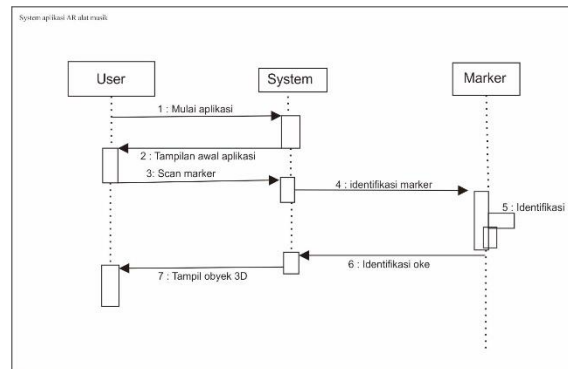 System aplikasi AR alat musik
User
System
Marker
1 : Mulai aplikasi
2 : Tampilan awal aplikasi
3: Scan marker
4 : identifikasi marker
5 : Identifikasi
6 : Identifikasi oke
7 : Tampil obyek 3D